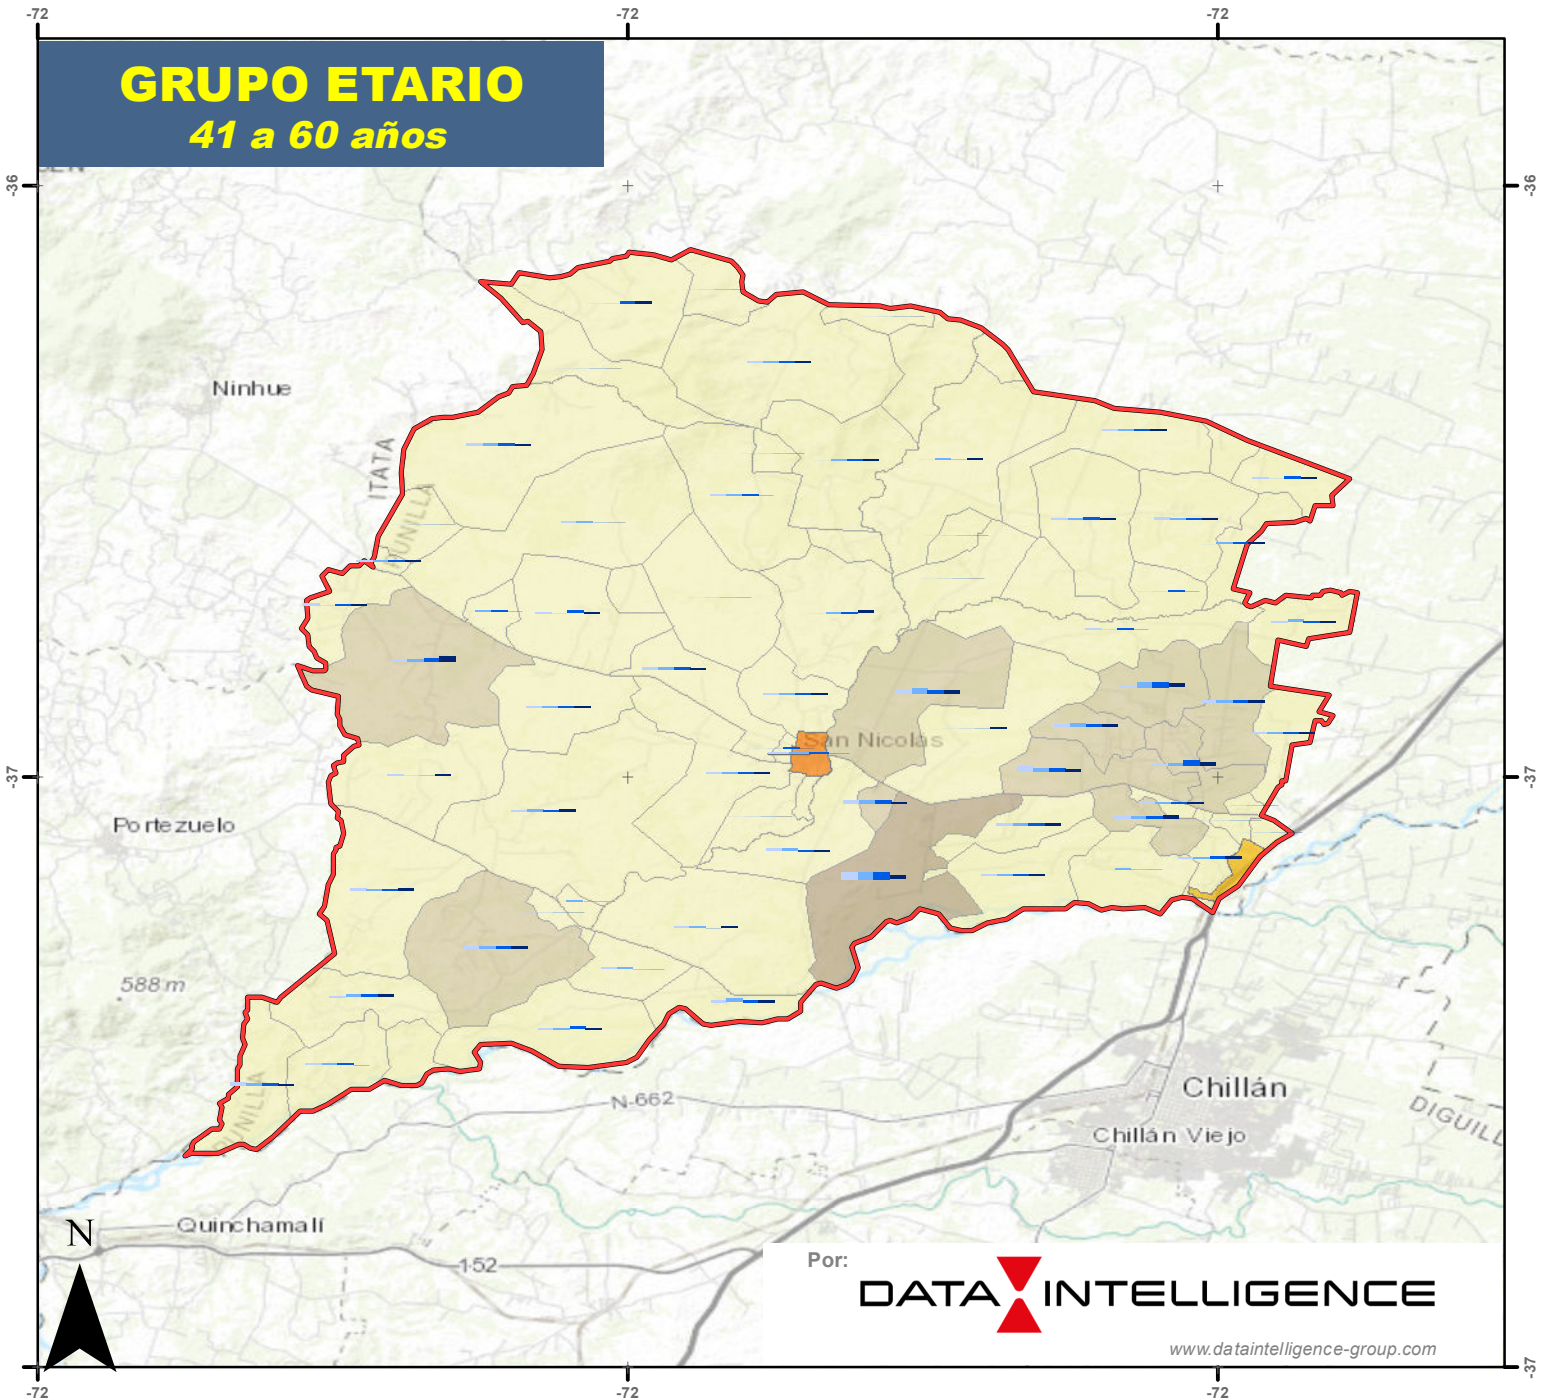 -72
-72
-72
GRUPO ETARIO
41 a 60 años
-36
-36
Ninhue
ITATA
San Nicolás
-37
-37
Portezuelo
588 m
N-662
Chillán
Chillán Viejo
Quinchamalí
N
152
Por:
DATA INTELLIGENCE
www.dataintelligence-group.com
-37
-72
-72
-72